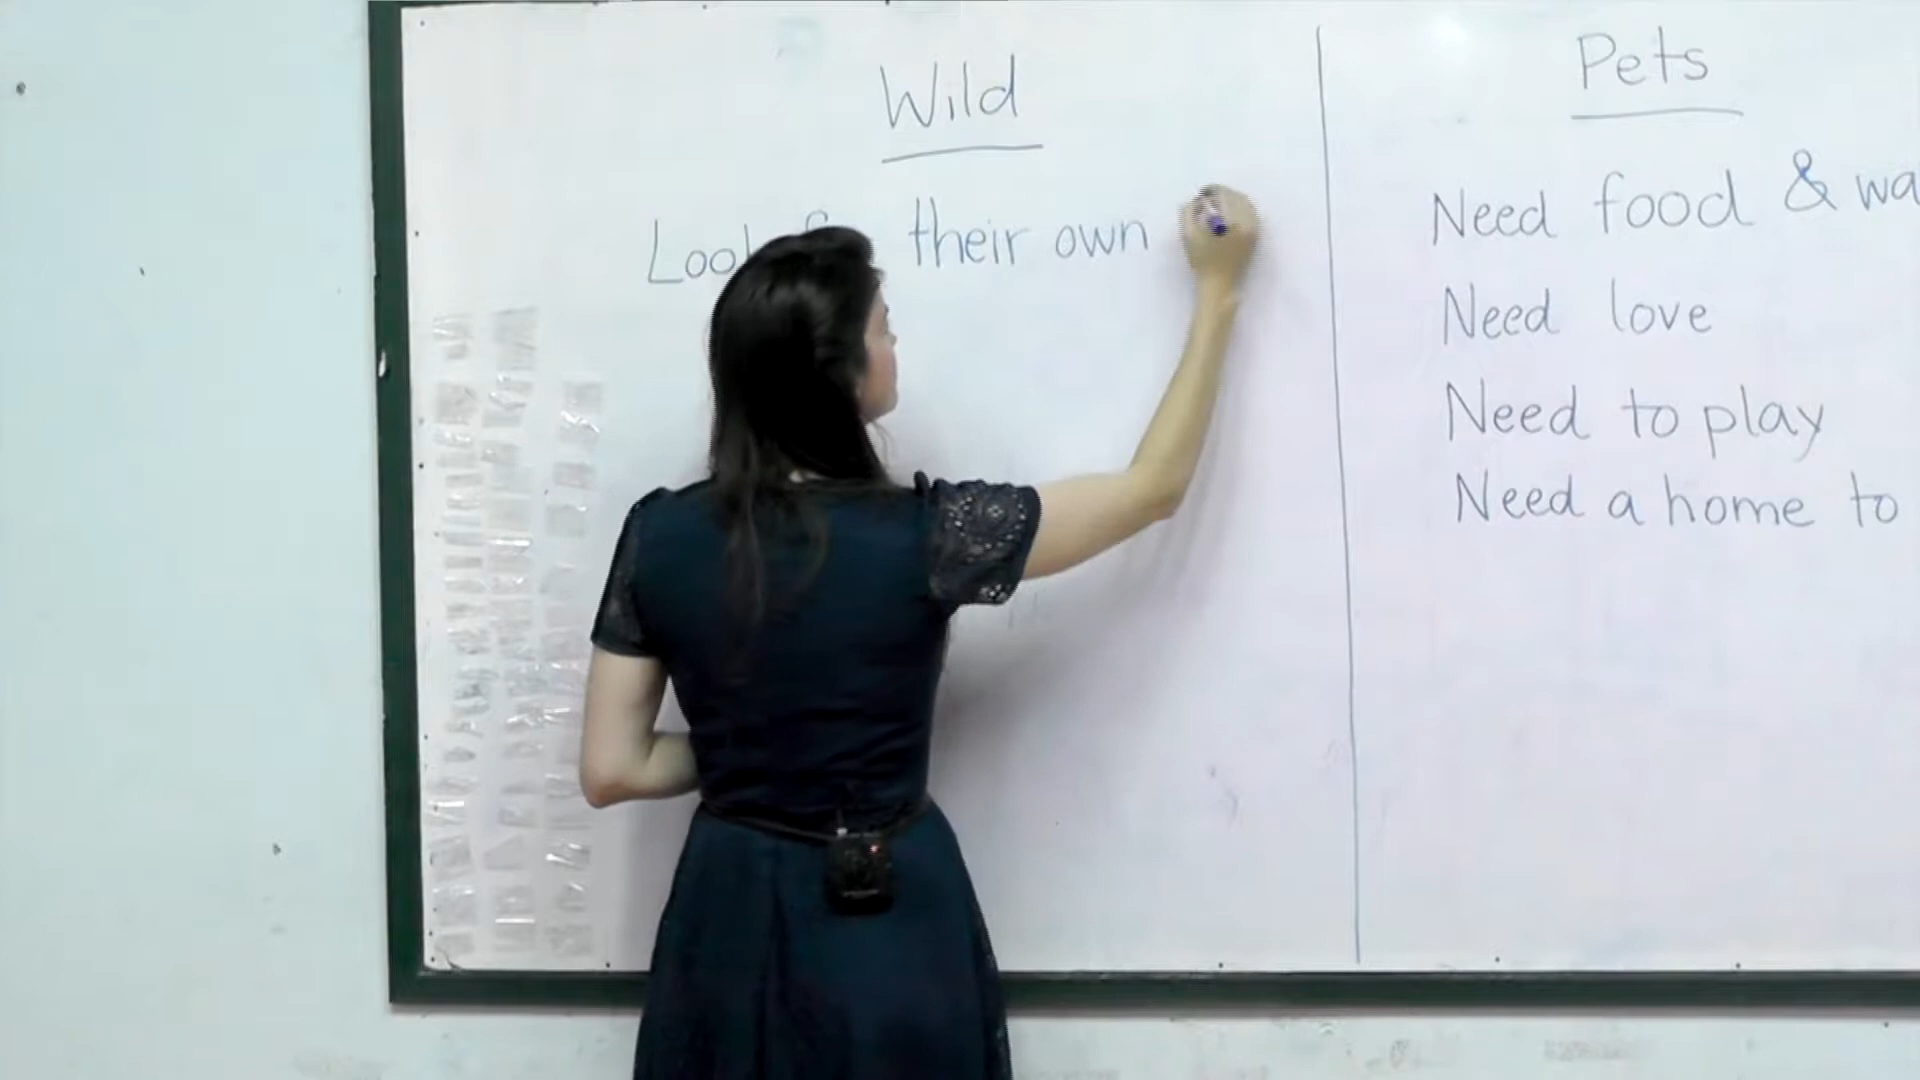 Wild
their own
Pets
Need food &
Need love
Need to play
Need a home to